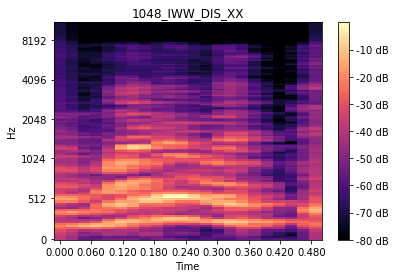 1048_IWW_DIS_XX
8192
4096
2048
1024
512
0
Hz
0.000 0.060 0.120 0.180 0.240 0.300 0.360 0.420 0.480
Time
-10 dB
-20 dB
-30 dB
-40 dB
-50 dB
-60 dB
-70 dB
-80 dB